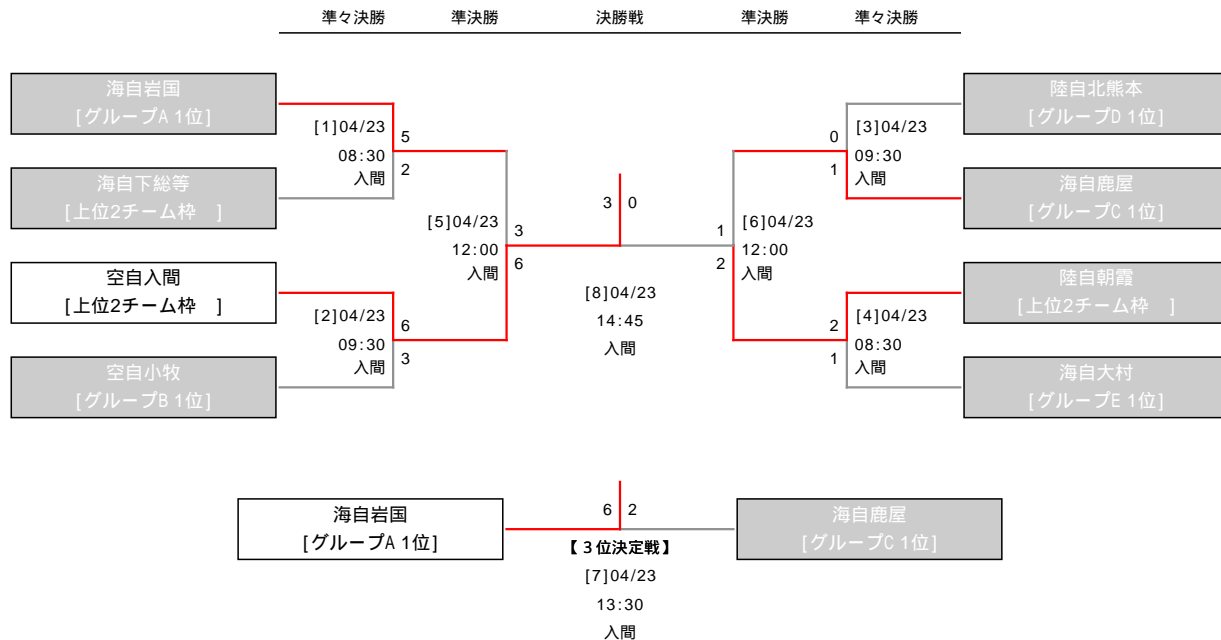 準々決勝 準決勝 決勝戦 準決勝 準々決勝
海自岩国
[グループA 1位]
[1]04/23
08:30
入間
5
2
海自下総等
[上位2チーム枠 ]
空自入間
[上位2チーム枠 ]
[2]04/23
09:30
入間
6
3
空自小牧
[グループB 1位]
[5]04/23
12:00
入間
3
6
3 0
[8]04/23
14:45
入間
1
2
[6]04/23
12:00
入間
陸自北熊本
[グループD 1位]
0
1
[3]04/23
09:30
入間
海自鹿屋
[グループC 1位]
陸自朝霞
[上位2チーム枠 ]
2
1
[4]04/23
08:30
入間
海自大村
[グループE 1位]
海自岩国
[グループA 1位]
6 2
海自鹿屋
[グループC 1位]
【３位決定戦】
[7]04/23
13:30
入間